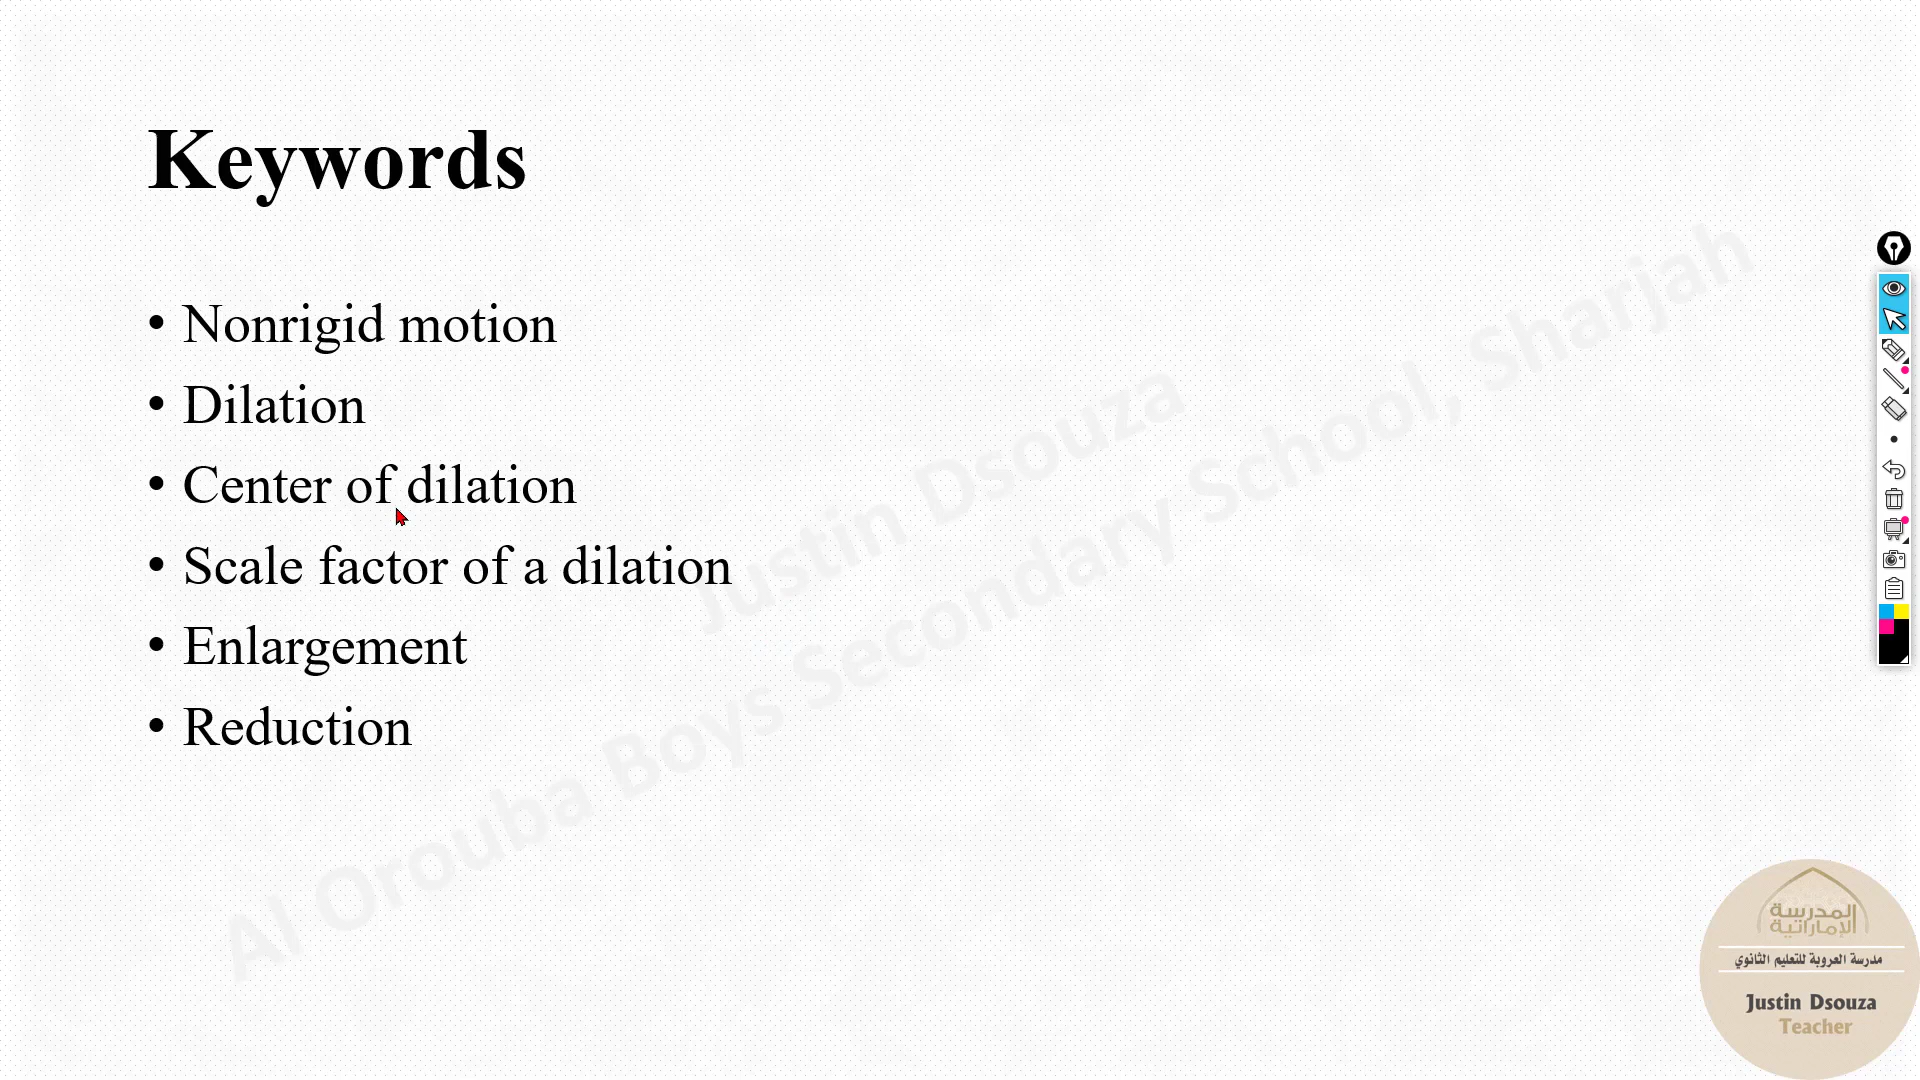 Keywords
• Nonrigid motion
• Dilation
• Center of dilation
• Scale factor of a dilation
• Enlargement
• Reduction
Justin Dsouza
Al Orouba Boys Secondary School, Sharjah
المدرسة
الإماراتية
مدرسة العروبة للتعليم الثانوي
Justin Dsouza
Teacher